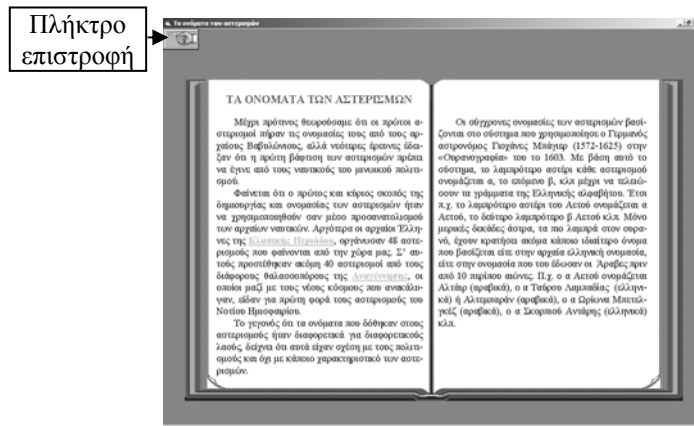 Πλήκτρο
επιστροφή
Τα ονόματα των αστερισμών
ΤΑ ΟΝΟΜΑΤΑ ΤΩΝ ΑΣΤΕΡΙΣΜΩΝ
Μέχρι πρότινος θεωρούσαμε ότι οι πρώτοι α-
στερισμοί πήραν τις ονομασίες τους από τους αρ-
χαίους Βαβυλώνιους, αλλά νεότερες έρευνες έδει-
ξαν ότι η πρώτη βάφτιση των αστερισμών πρέπει
να έγινε από τους ναυτικούς του μινωικού πολιτι-
σμού.
Φαίνεται ότι ο πρώτος και κύριος σκοπός της
δημιουργίας και ονομασίας των αστερισμών ήταν
να χρησιμοποιηθούν σαν μέσο προσανατολισμού
των αρχαίων ναυτικών. Αργότερα οι αρχαίοι Έλλη-
νες της Κλασικής Περιόδου, οργάνωσαν 48 αστε-
ρισμούς που φαίνονται από την χώρα μας. Σ' αυ-
τούς προστέθηκαν ακόμη 40 αστερισμοί από τους
διάφορους θαλασσοπόρους της Αναγέννησης, οι
οποίοι μαζί με τους νέους κόσμους που ανακάλυ-
ψαν, είδαν για πρώτη φορά τους αστερισμούς του
Νοτίου Ημισφαιρίου.
Το γεγονός ότι τα ονόματα που δόθηκαν στους
αστερισμούς ήταν διαφορετικά για διαφορετικούς
λαούς, δείχνει ότι αυτά είχαν σχέση με τους πολιτι-
σμούς και όχι με κάποιο χαρακτηριστικό των αστε-
ρισμών.
Οι σύγχρονες ονομασίες των αστερισμών βασί-
ζονται στο σύστημα που χρησιμοποίησε ο Γερμανός
αστρονόμος Γιοχάνες Μπάγιερ (1572-1625) στην
«Ουρανογραφία» του το 1603. Με βάση αυτό το
σύστημα, το λαμπρότερο αστέρι κάθε αστερισμού
ονομάζεται α, το επόμενο β, κλπ μέχρι να τελειώ-
σουν τα γράμματα της Ελληνικής αλφαβήτου. Έτσι
π.χ. το λαμπρότερο αστέρι του Αετού ονομάζεται α
Αετού, το δεύτερο λαμπρότερο β Αετού κλπ. Μόνο
μερικές δεκάδες άστρα, τα πιο λαμπρά στον ουρα-
νό, έχουν κρατήσει ακόμα κάποιο ιδιαίτερο όνομα
που βασίζεται είτε στην αρχαία ελληνική ονομασία,
είτε στην ονομασία που του έδωσαν οι Άραβες πριν
από 10 περίπου αιώνες. Π.χ. ο α Αετού ονομάζεται
Αλτάιρ (αραβικά), ο α Ταύρου Λαμπαδίας (ελληνι-
κά) ή Αλτεμπαράν (αραβικά), ο α Ωρίωνα Μπετελ-
γκέζ (αραβικά), ο α Σκορπιού Αντάρης (ελληνικά)
κλπ.